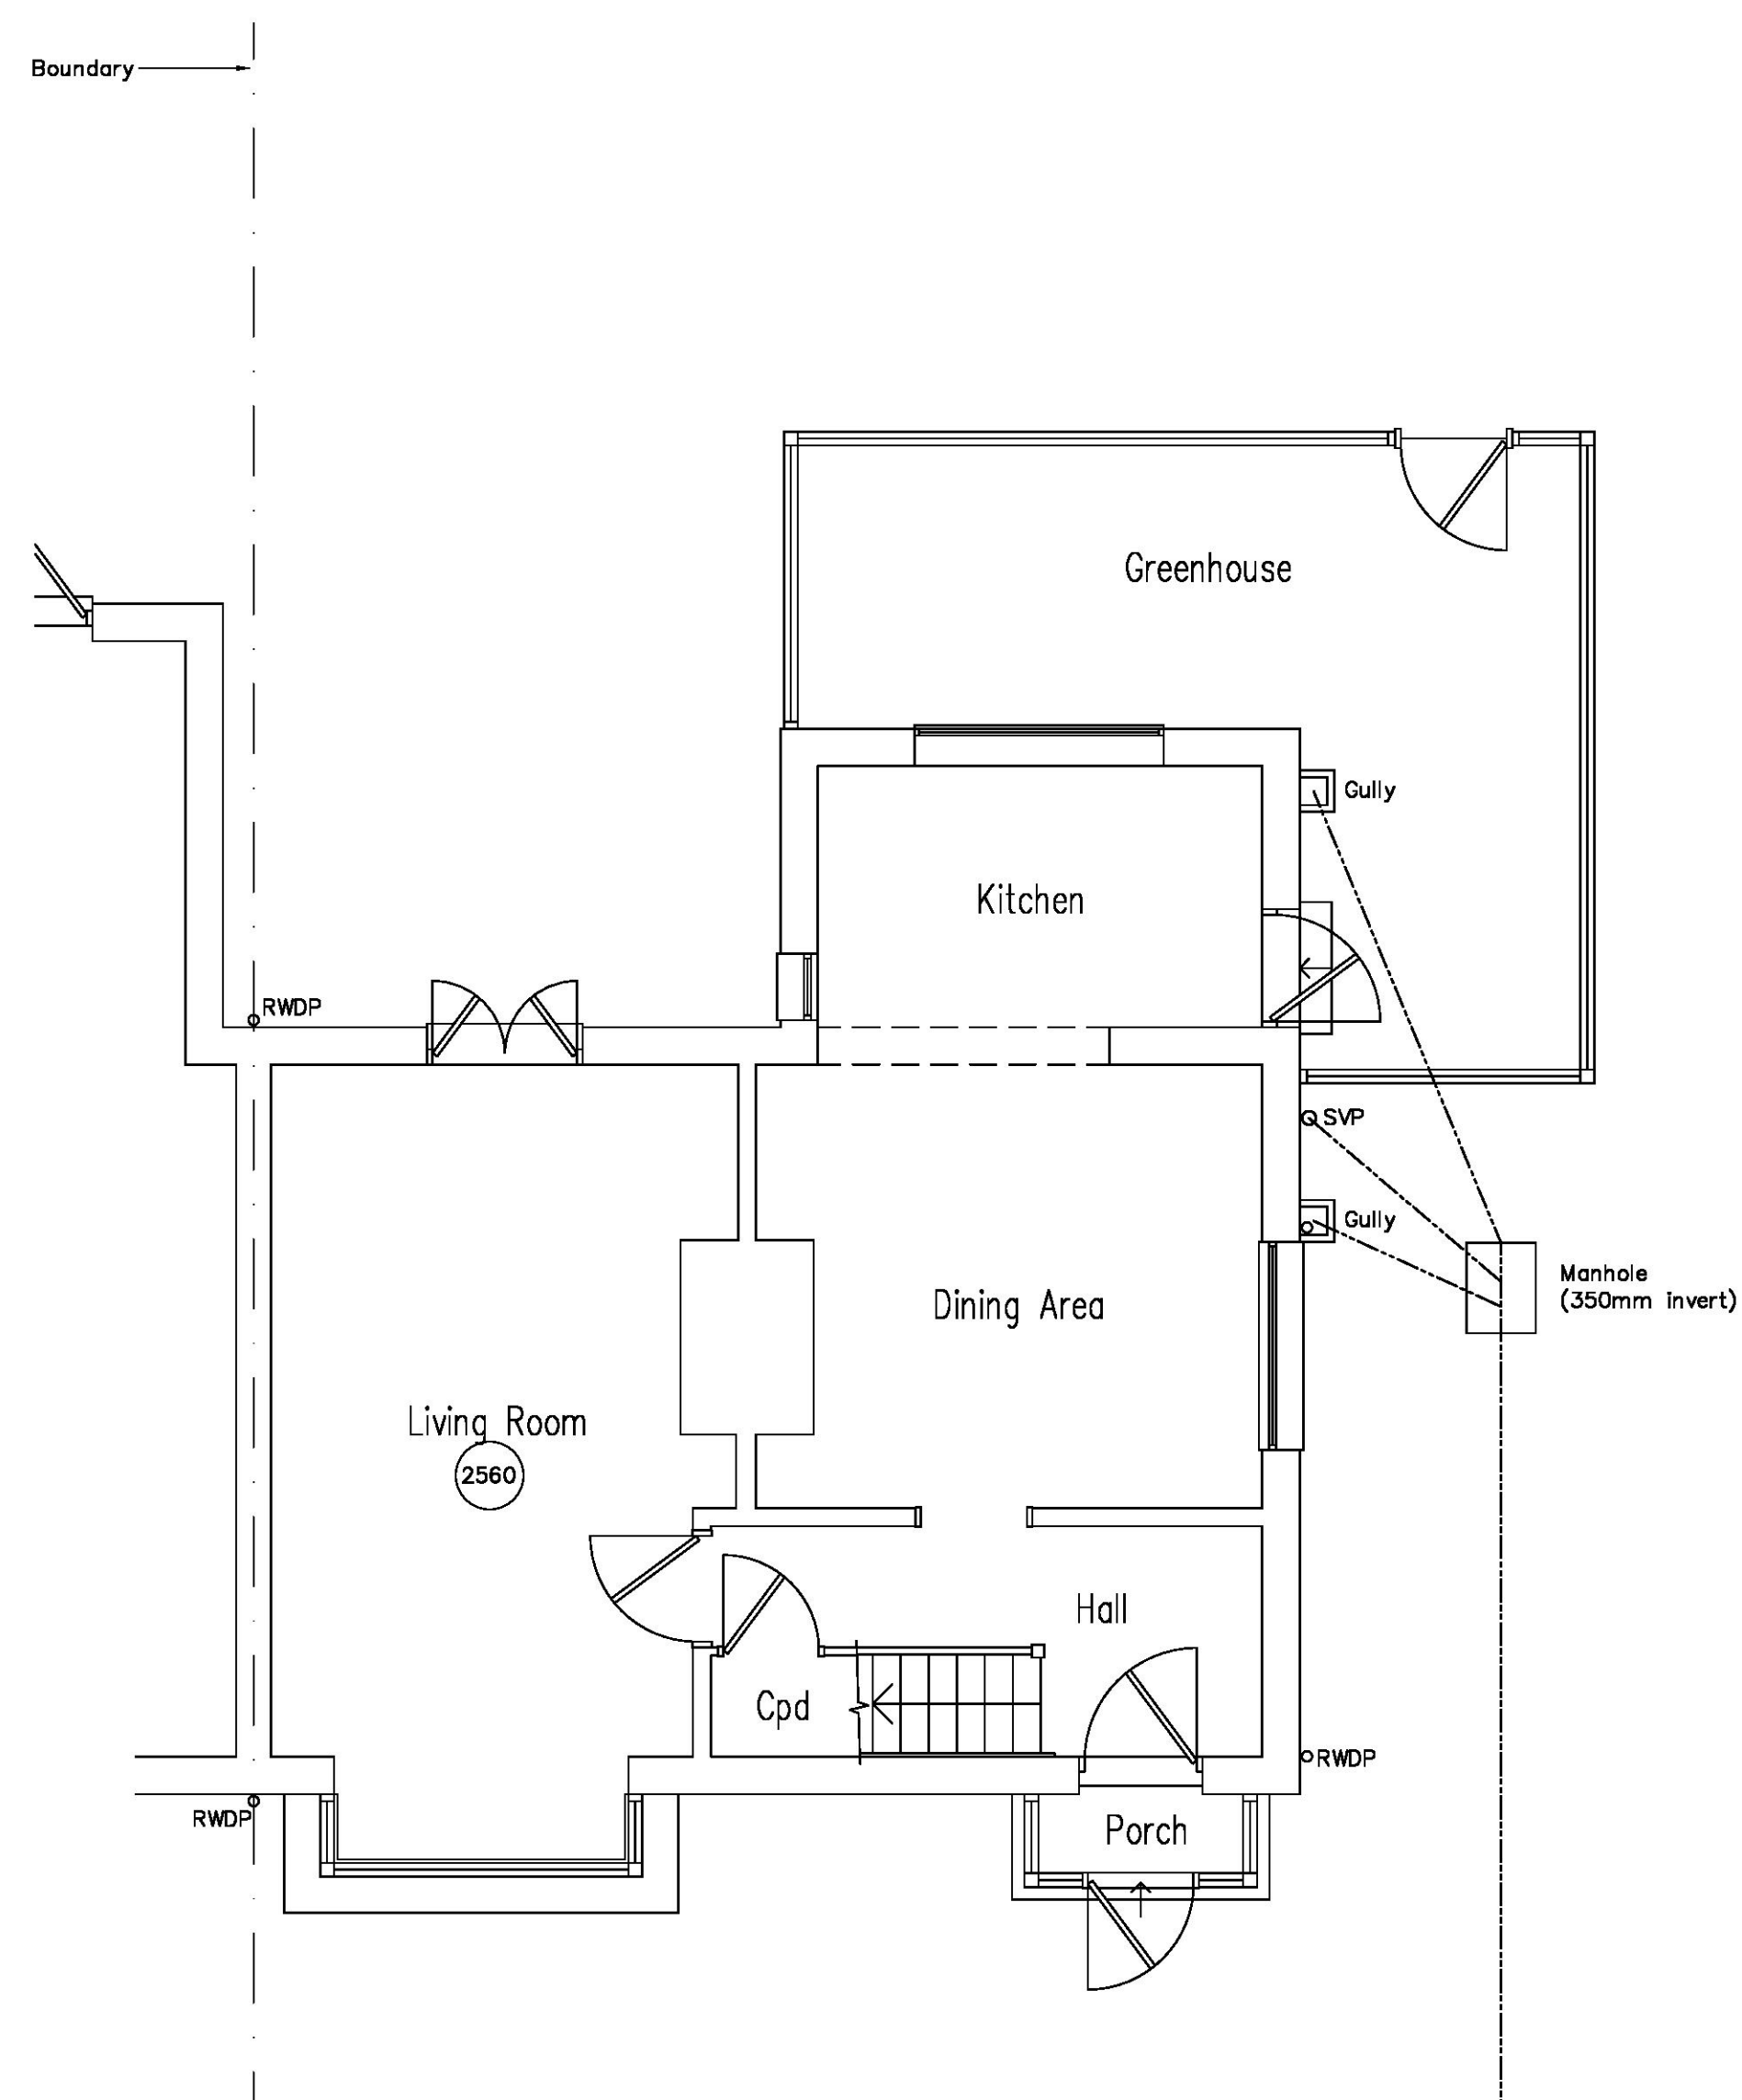 Boundary
Greenhouse
Gully
Kitchen
RWDP
SVP
Gully
Manhole
(350mm invert)
Dining Area
Living Room
2560
Hall
Cpd
RWDP
RWDP
Porch